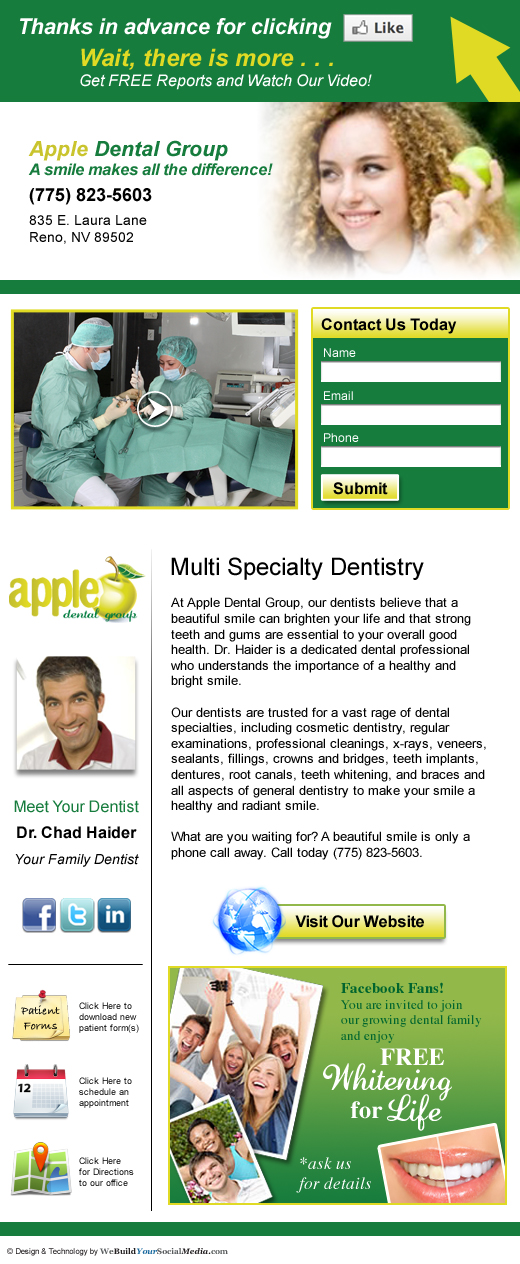 Thanks in advance for clicking Like
Wait, there is more . . .
Get FREE Reports and Watch Our Video!
Apple Dental Group
A smile makes all the difference!
(775) 823-5603
835 E. Laura Lane
Reno, NV 89502
Contact Us Today
Name
Email
Phone
Submit
apple
dental group
Meet Your Dentist
Dr. Chad Haider
Your Family Dentist
f t in
Patient
Forms
Click Here to
download new
patient form(s)
12
Click Here to
schedule an
appointment
Click Here
for Directions
to our office
Multi Specialty Dentistry
At Apple Dental Group, our dentists believe that a
beautiful smile can brighten your life and that strong
teeth and gums are essential to your overall good
health. Dr. Haider is a dedicated dental professional
who understands the importance of a healthy and
bright smile.
Our dentists are trusted for a vast rage of dental
specialties, including cosmetic dentistry, regular
examinations, professional cleanings, x-rays, veneers,
sealants, fillings, crowns and bridges, teeth implants,
dentures, root canals, teeth whitening, and braces and
all aspects of general dentistry to make your smile a
healthy and radiant smile.
What are you waiting for? A beautiful smile is only a
phone call away. Call today (775) 823-5603.
Visit Our Website
Facebook Fans!
You are invited to join
our growing dental family
and enjoy
FREE
Whitening
for Life
*ask us
for details
© Design & Technology by WeBuildYourSocialMedia.com